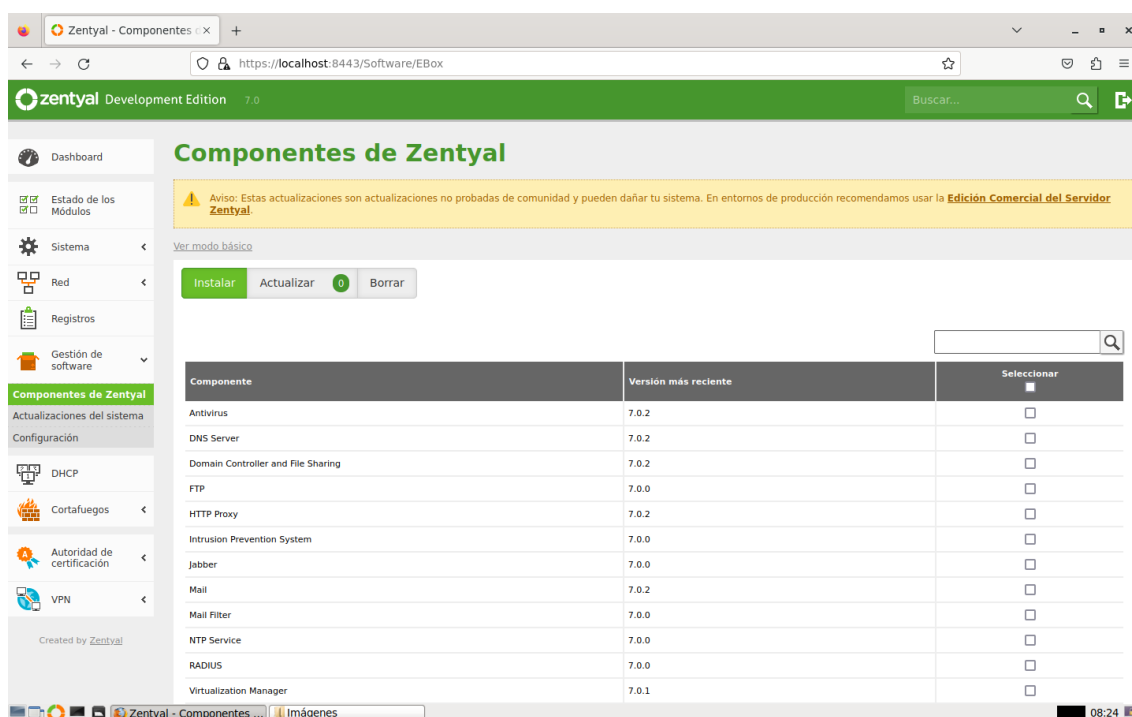 Zentyal - Componentes d
https://localhost:8443/Software/EBox
zentyal Development Edition 7.0
Buscar...
Dashboard
Estado de los
Módulos
Sistema
Red
Registros
Gestión de
software
Componentes de Zentyal
Actualizaciones del sistema
Configuración
DHCP
Cortafuegos
Autoridad de
certificación
VPN
Created by Zentyal
Componentes de Zentyal
Aviso: Estas actualizaciones son actualizaciones no probadas de comunidad y pueden dañar tu sistema. En entornos de producción recomendamos usar la Edición Comercial del Servidor
Zentyal.
Ver modo básico
Instalar Actualizar 0 Borrar
Componente Versión más reciente Seleccionar
Antivirus 7.0.2
DNS Server 7.0.2
Domain Controller and File Sharing 7.0.2
FTP 7.0.0
HTTP Proxy 7.0.2
Intrusion Prevention System 7.0.0
Jabber 7.0.0
Mail 7.0.2
Mail Filter 7.0.0
NTP Service 7.0.0
RADIUS 7.0.0
Virtualization Manager 7.0.1
Zentyal - Componentes ... Imágenes 08:24